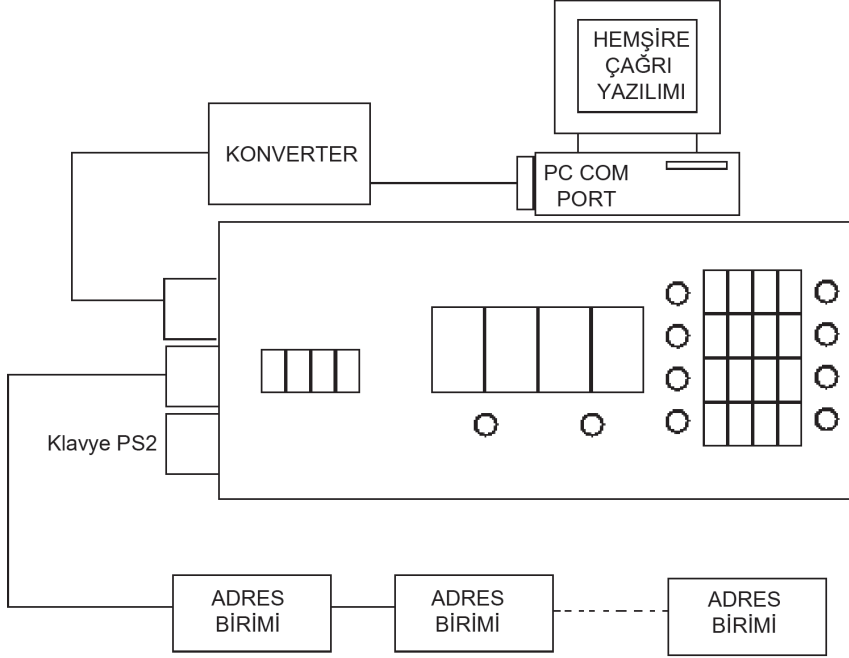 HEMŞİRE
ÇAĞRI
YAZILIMI
KONVERTER
PC COM
PORT
Klavye PS2
ADRES
BİRİMİ
ADRES
BİRİMİ
ADRES
BİRİMİ